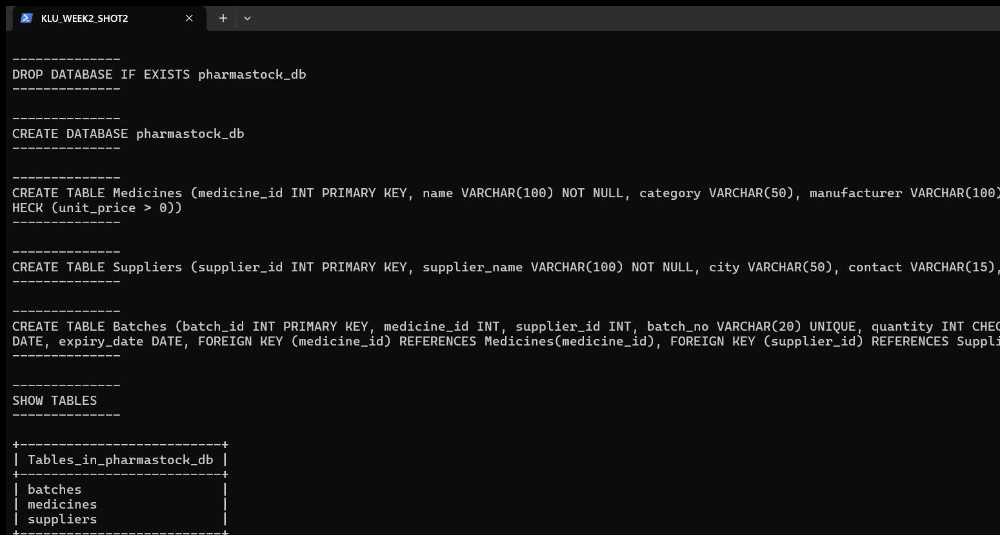 KLU_WEEK2_SHOT2
--------------
DROP DATABASE IF EXISTS pharmastock_db
--------------
--------------
CREATE DATABASE pharmastock_db
--------------
--------------
CREATE TABLE Medicines (medicine_id INT PRIMARY KEY, name VARCHAR(100) NOT NULL, category VARCHAR(50), manufacturer VARCHAR(100)
HECK (unit_price > 0))
--------------
--------------
CREATE TABLE Suppliers (supplier_id INT PRIMARY KEY, supplier_name VARCHAR(100) NOT NULL, city VARCHAR(50), contact VARCHAR(15),
--------------
--------------
CREATE TABLE Batches (batch_id INT PRIMARY KEY, medicine_id INT, supplier_id INT, batch_no VARCHAR(20) UNIQUE, quantity INT CHEC
DATE, expiry_date DATE, FOREIGN KEY (medicine_id) REFERENCES Medicines(medicine_id), FOREIGN KEY (supplier_id) REFERENCES Suppli
--------------
--------------
SHOW TABLES
--------------
+--------------------------+
| Tables_in_pharmastock_db |
+--------------------------+
| batches                  |
| medicines                |
| suppliers                |
+--------------------------+